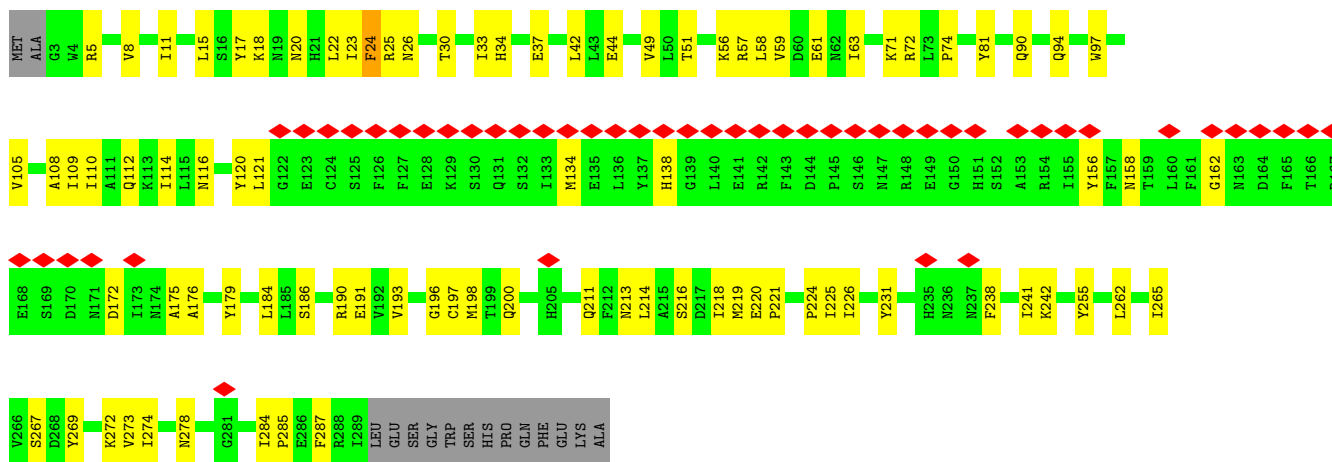 MET ALA G3 W4 R5 V8 I11 L15 S16 Y17 K18 N19 N20 H21 L22 I23 F24 R25 N26 T30 I33 H34 E37 L42 L43 E44 V49 L50 T51 K56 R57 L58 V59 D60 E61 N62 I63 K71 R72 L73 P74 Y81 Q90 Q94 W97
V105 A108 I109 I110 A111 Q112 K113 I114 L115 N116 Y120 L121 G122 E123 C124 S125 F126 F127 E128 K129 S130 Q131 S132 I133 M134 E135 L136 Y137 H138 G139 L140 E141 R142 F143 D144 P145 S146 N147 R148 E149 G150 H151 S152 A153 R154 I155 Y156 F157 N158 T159 L160 F161 G162 N163 D164 F165 T166
E168 S169 D170 N171 D172 I173 N174 A175 A176 Y179 L184 L185 S186 R190 E191 V192 V193 G196 C197 M198 T199 Q200 H205 Q211 F212 N213 L214 A215 S216 D217 I218 M219 E220 P221 P224 I225 I226 Y231 H235 N236 N237 F238 I241 K242 Y255 L262 I265
V266 S267 D268 Y269 K272 V273 I274 N278 G281 I284 P285 E286 F287 R288 I289 LEU GLU SER GLY TRP SER HIS PRO GLN PHE GLU LYS ALA